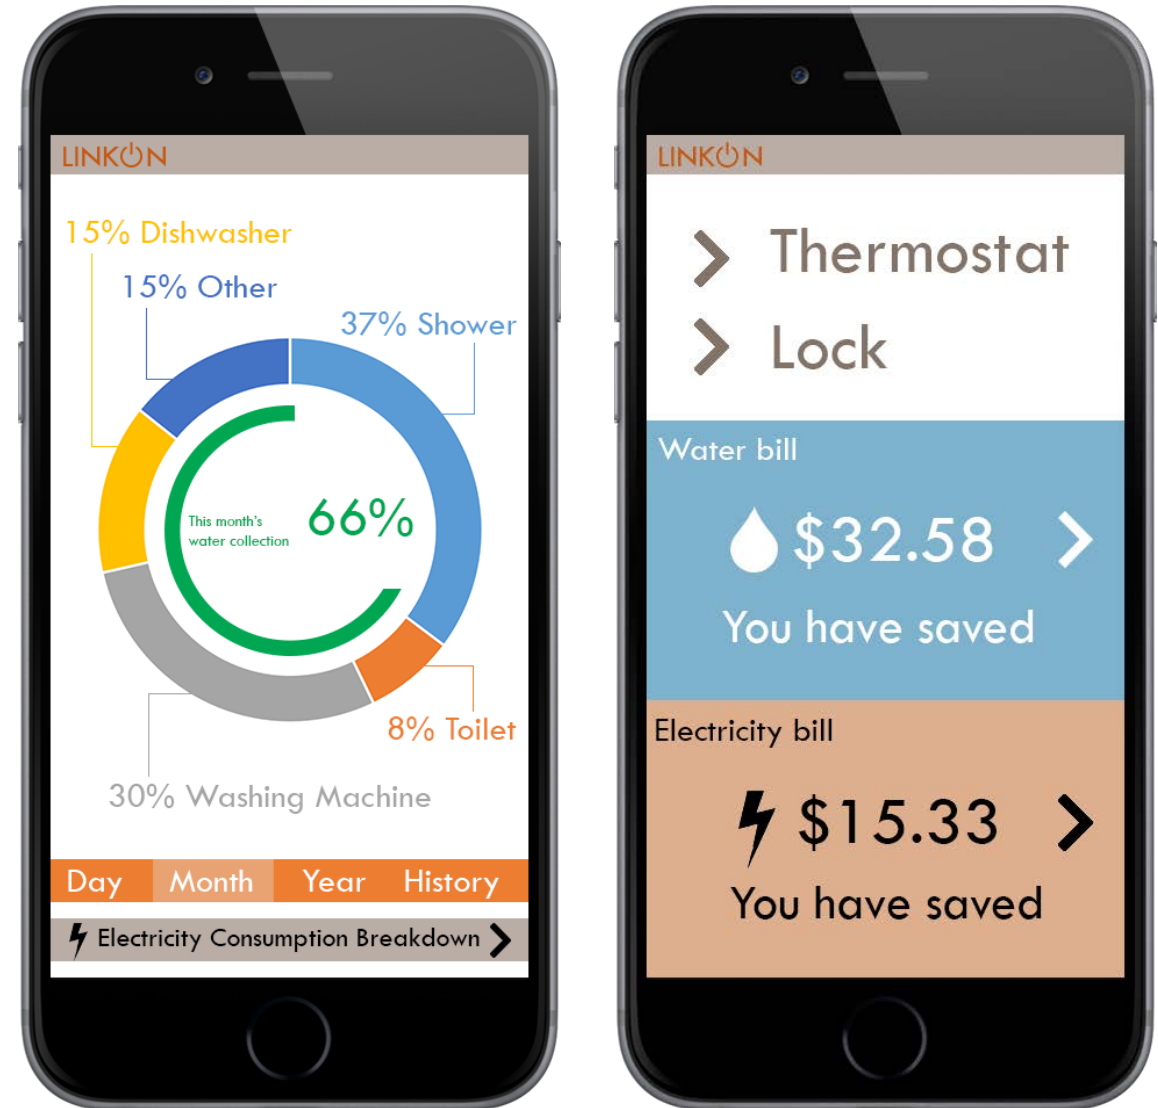 LINKON
15% Dishwasher
15% Other
37% Shower
This month's
water collection
66%
8% Toilet
30% Washing Machine
Day Month Year History
Electricity Consumption Breakdown
LINKON
Thermostat
Lock
Water bill
$32.58
You have saved
Electricity bill
$15.33
You have saved